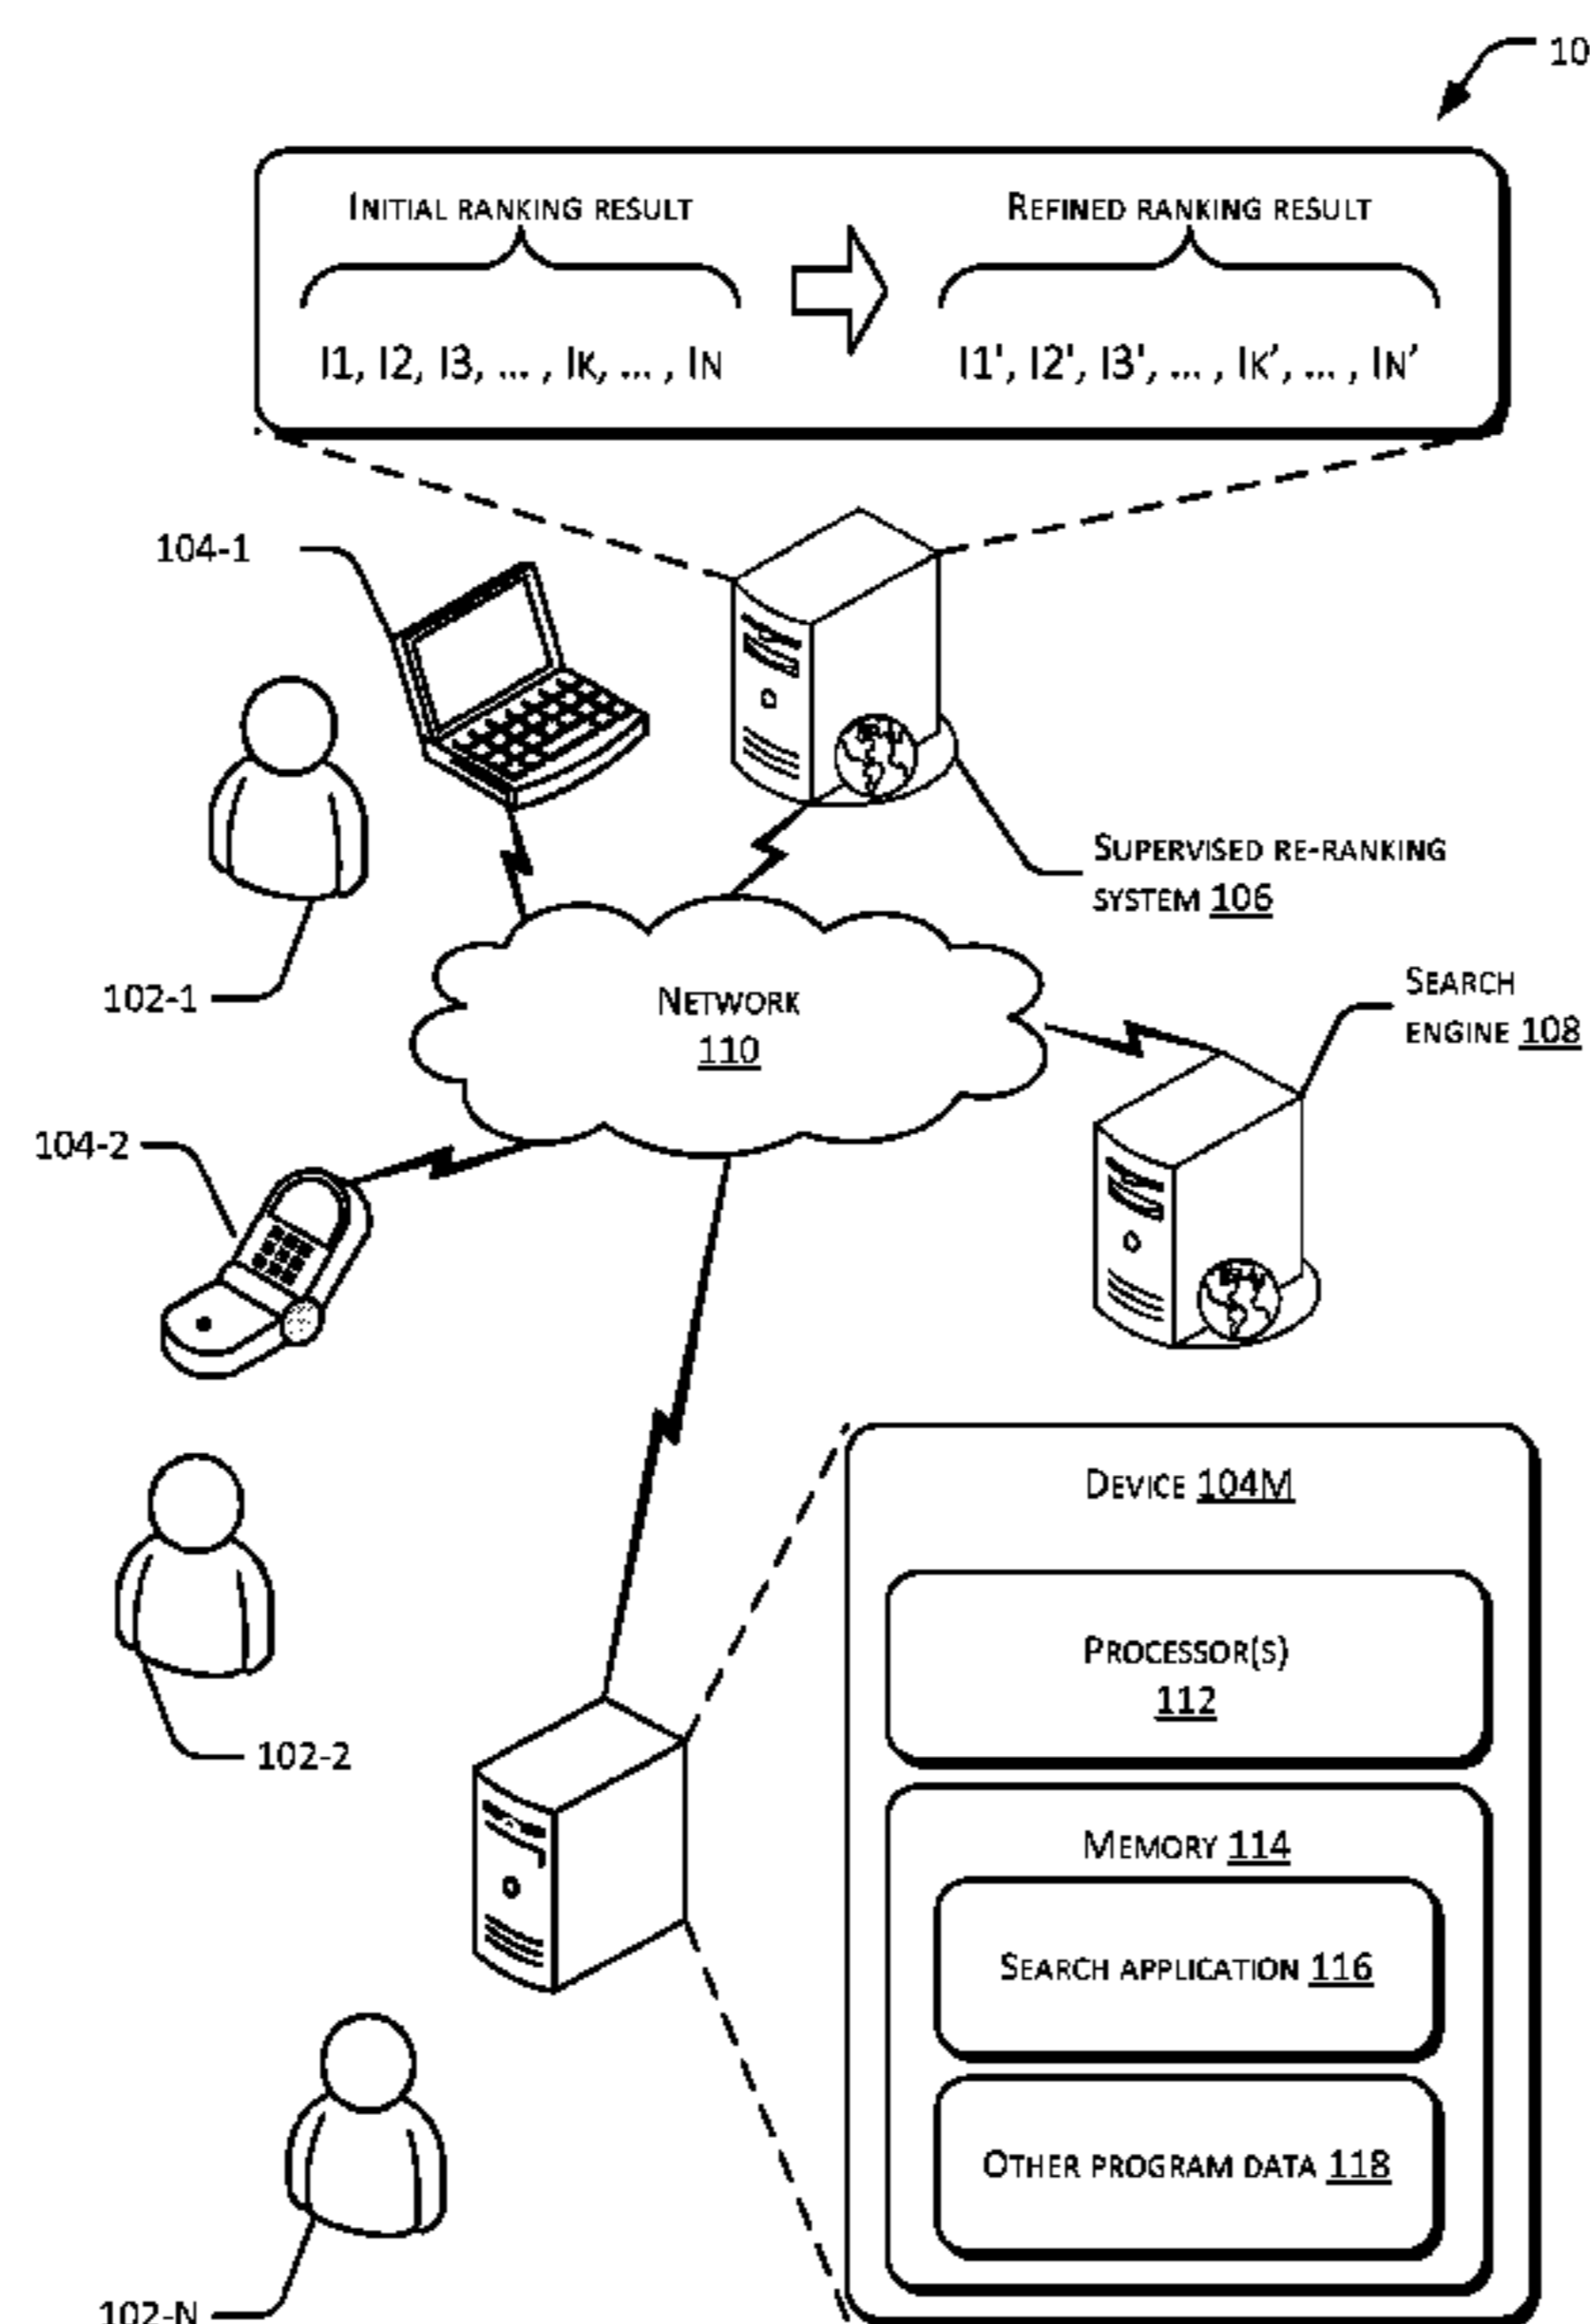 10
INITIAL RANKING RESULT
REFINED RANKING RESULT
I1, I2, I3, ... , IK, ... , IN
I1', I2', I3', ... , IK’, ... , IN’
104-1
SUPERVISED RE-RANKING
SYSTEM 106
102-1
NETWORK
110
SEARCH
ENGINE 108
104-2
DEVICE 104M
PROCESSOR(S)
112
102-2
MEMORY 114
SEARCH APPLICATION 116
OTHER PROGRAM DATA 118
102-N